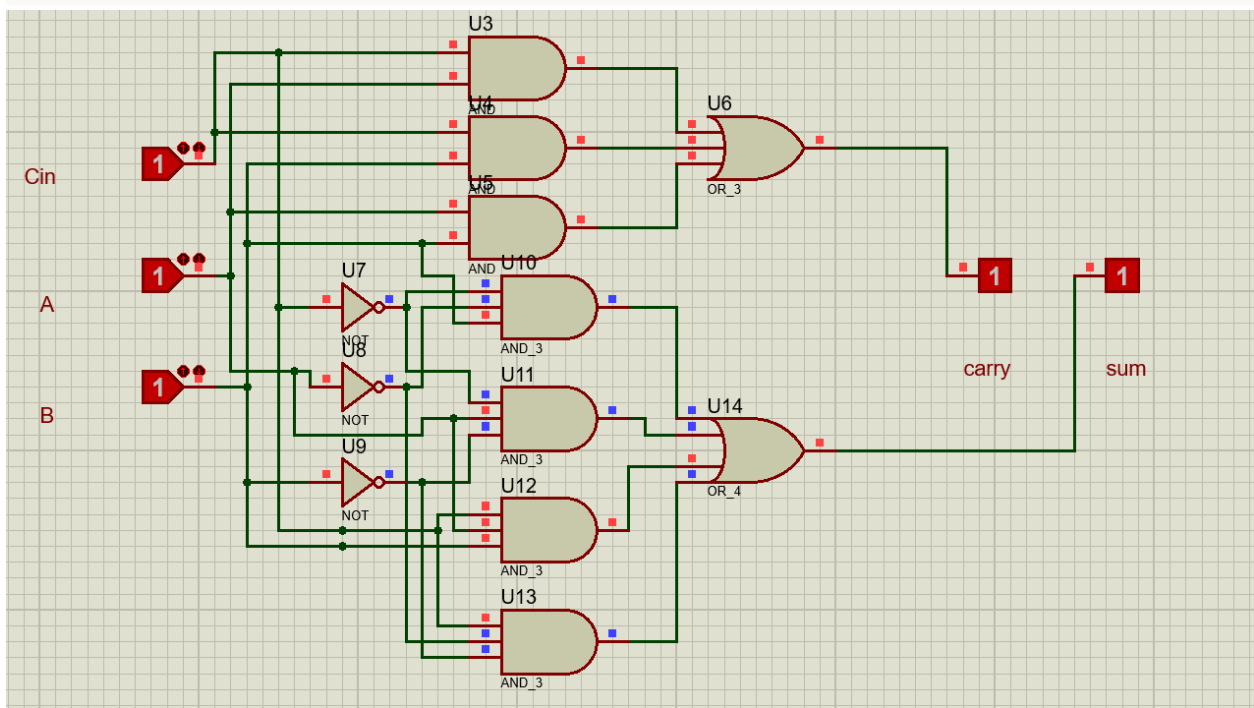 U3
AND
U4
AND
U5
AND
U6
OR_3
Cin
1
A
1
B
1
U7
NOT
U8
NOT
U9
NOT
U10
AND_3
U11
AND_3
U12
AND_3
U13
AND_3
U14
OR_4
1
1
carry
sum